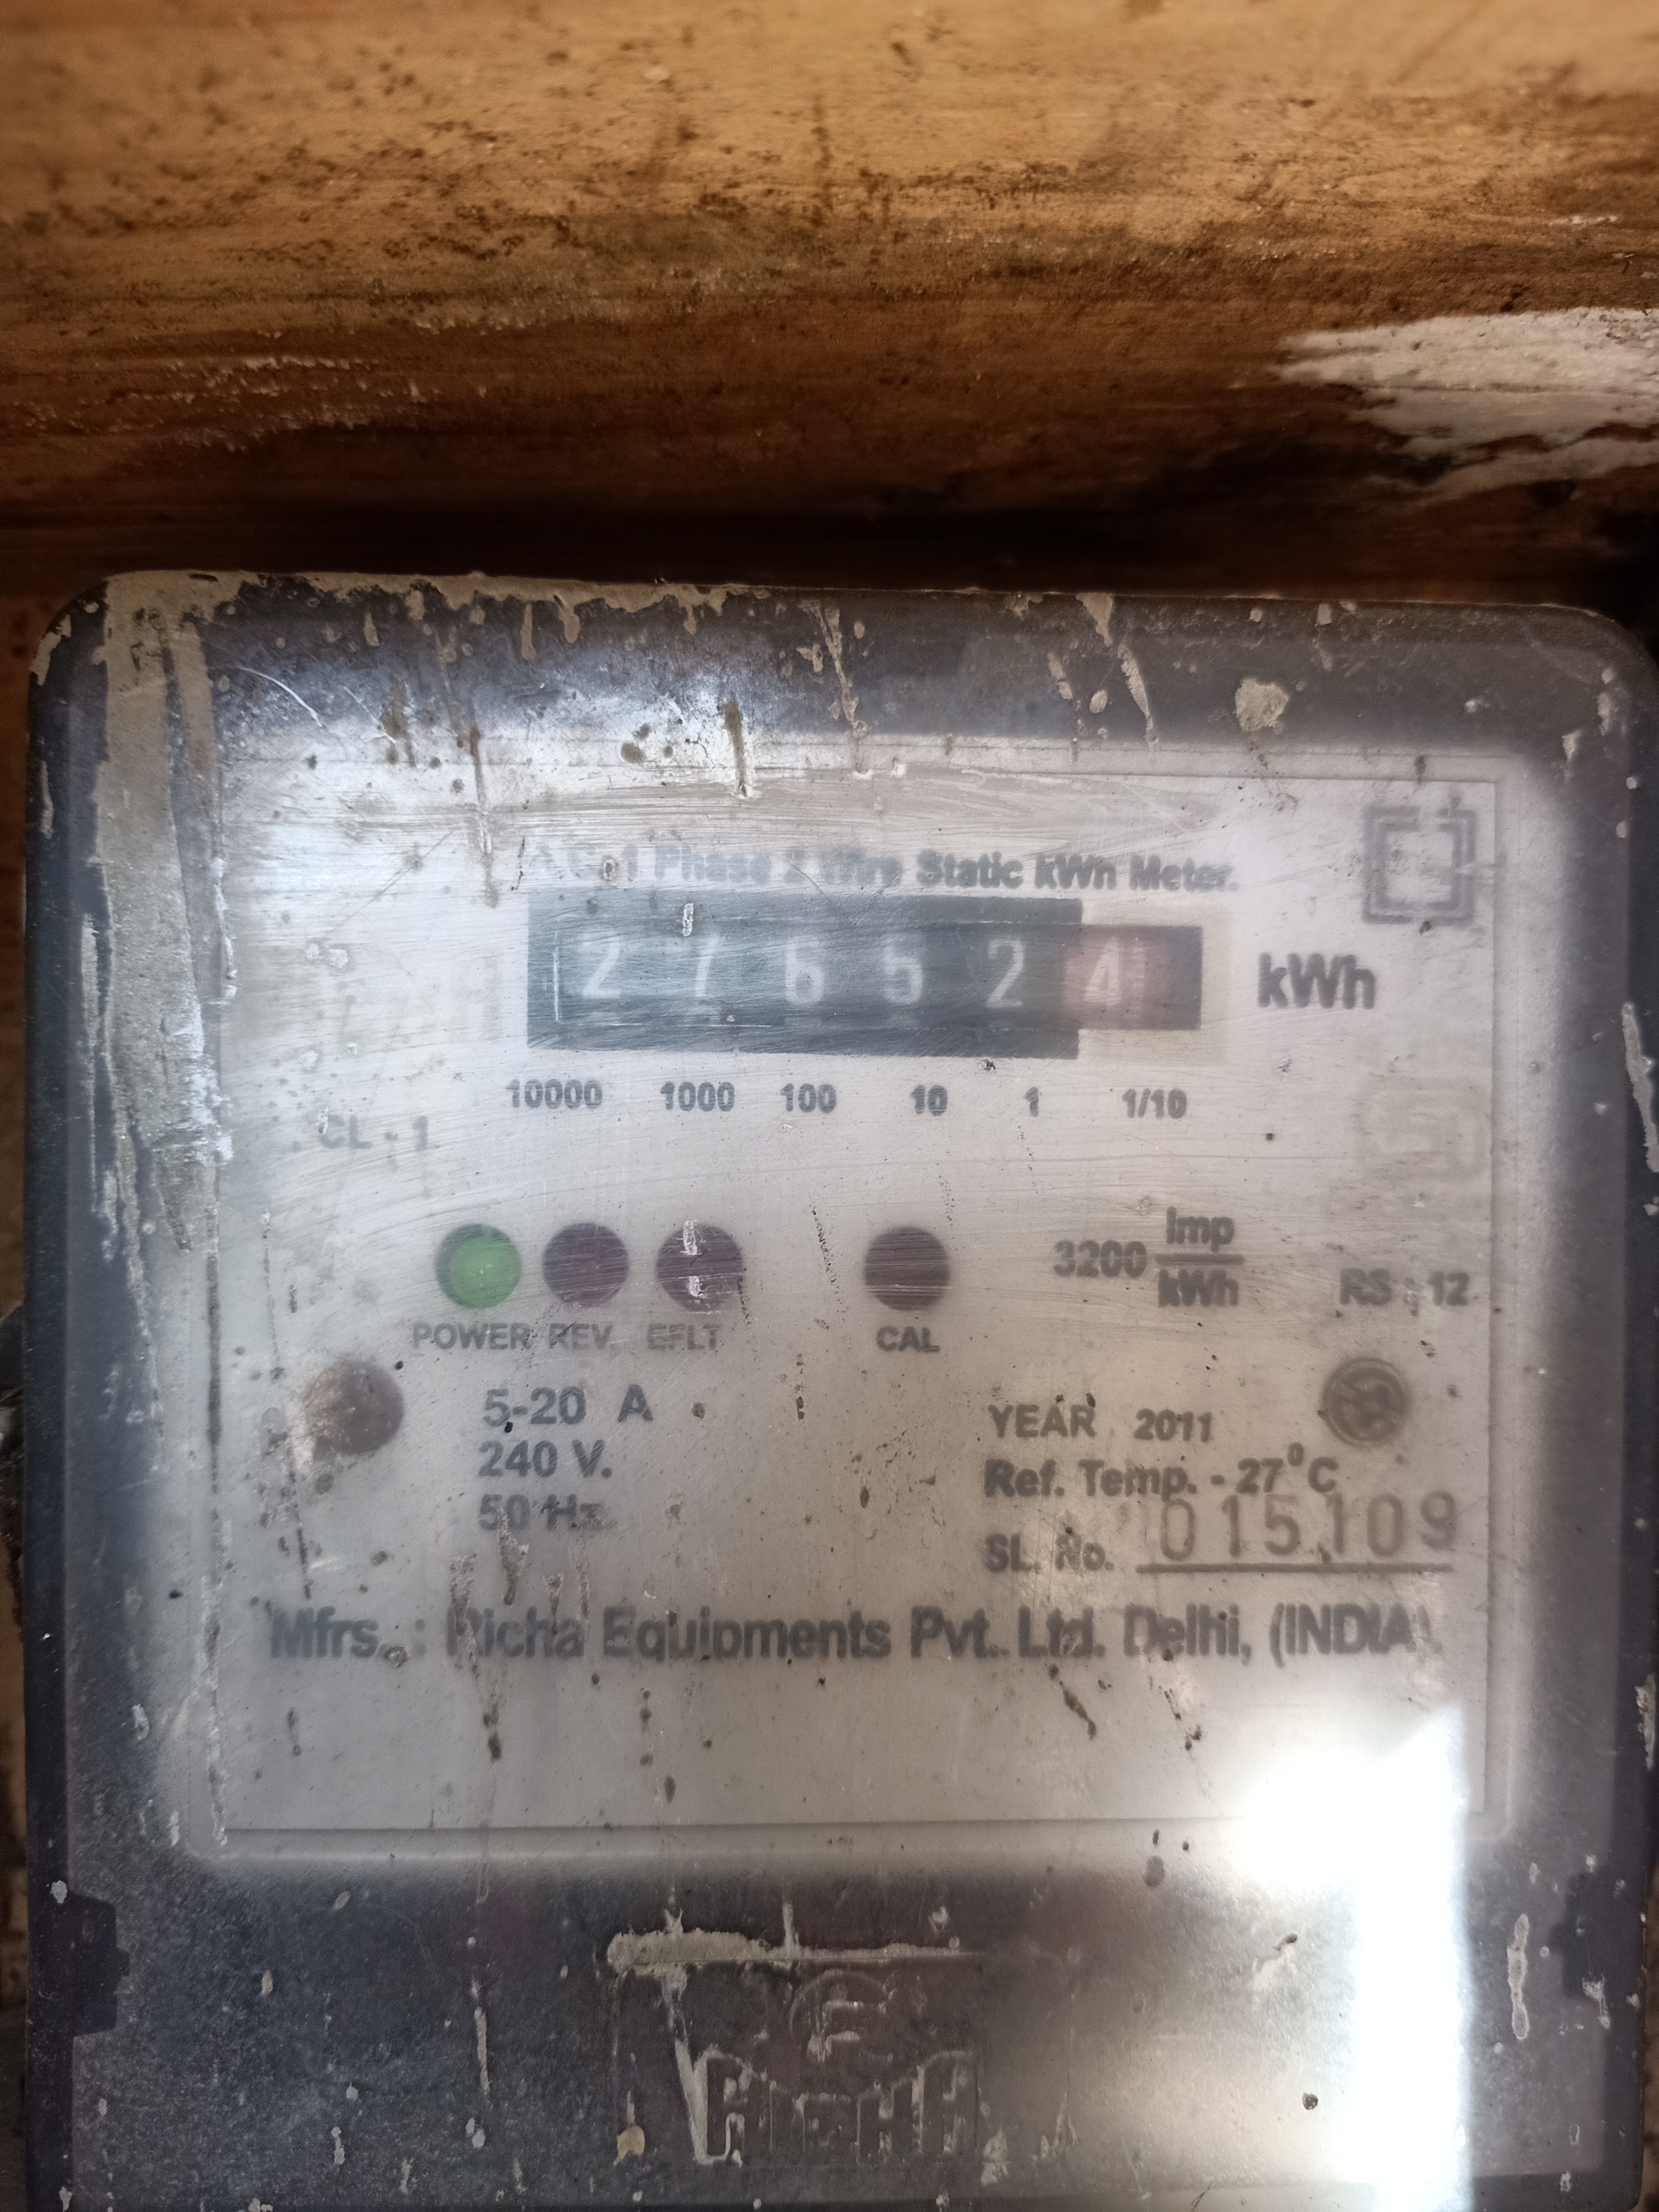 A.C. 1 Phase 2 Wire Static kWh Meter.
2 7 6 5 2 4 kWh
10000 1000 100 10 1 1/10
CL - 1
3200 Imp/kWh
RS : 12
POWER REV. EFLT CAL
5-20 A
240 V.
50 Hz.
YEAR 2011
Ref. Temp. - 27°C
SL. No. 015109
Mfrs. : Richa Equipments Pvt. Ltd. Delhi, (INDIA)
RICHA